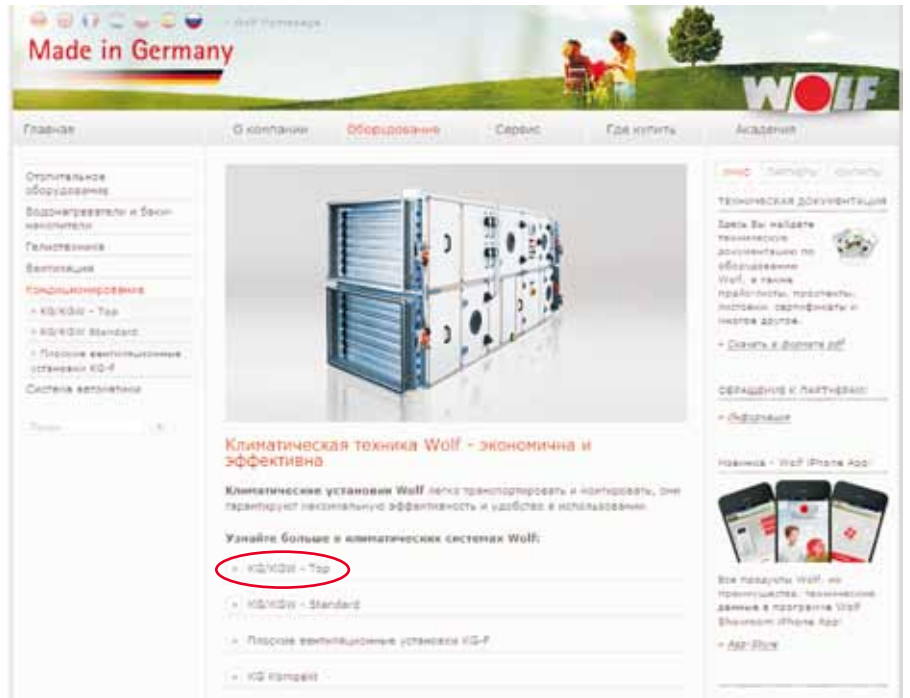 Wolf Homepage
Made in Germany
WOLF
Главная
О компании
Оборудование
Сервис
Где купить
Академия
Отопительное
оборудование
Водонагреватели и баки-
накопители
Гелиотехника
Вентиляция
Кондиционирование
» KG/KGW - Top
» KG/KGW Standard
» Плоские вентиляционные
установки KG-F
Система автоматики
Поиск
Климатическая техника Wolf - экономична и
эффективна
Климатические установки Wolf легко транспортировать и монтировать, они
гарантируют максимальную эффективность и удобство в использовании.
Узнайте больше о климатических системах Wolf:
» KG/KGW - Top
» KG/KGW - Standard
» Плоские вентиляционные установки KG-F
» KG Kompakt
ТЕХНИЧЕСКАЯ ДОКУМЕНТАЦИЯ
Здесь Вы найдете
техническую
документацию по
оборудованию
Wolf, а также
прайс-листы, проспекты,
листовки, сертификаты и
многое другое.
» Скачать в формате pdf
ОБРАЩЕНИЕ К ПАРТНЕРАМ!
» Информация
Новинка - Wolf iPhone App!
Все продукты Wolf, их
преимущества, технические
данные в программе Wolf
Showroom iPhone App!
» App-Store